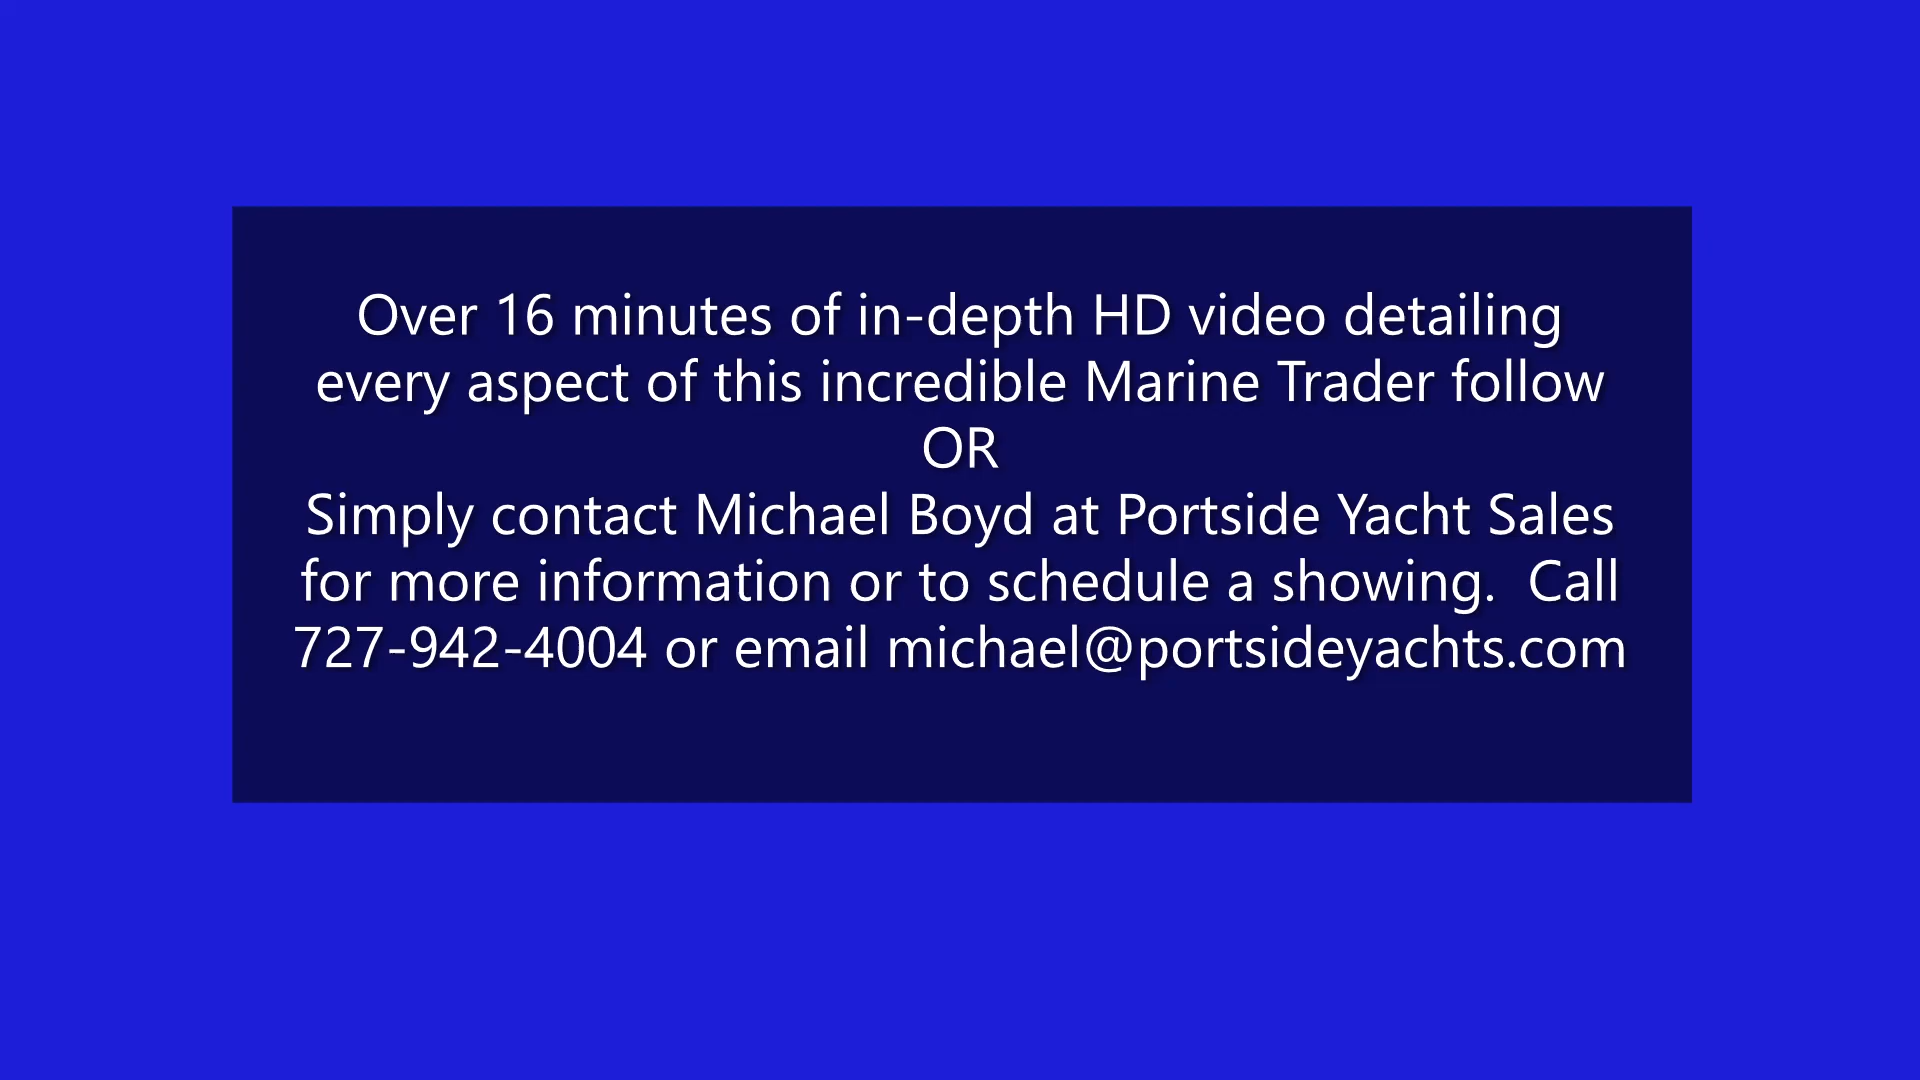 Over 16 minutes of in-depth HD video detailing
every aspect of this incredible Marine Trader follow
OR
Simply contact Michael Boyd at Portside Yacht Sales
for more information or to schedule a showing.  Call
727-942-4004 or email michael@portsideyachts.com